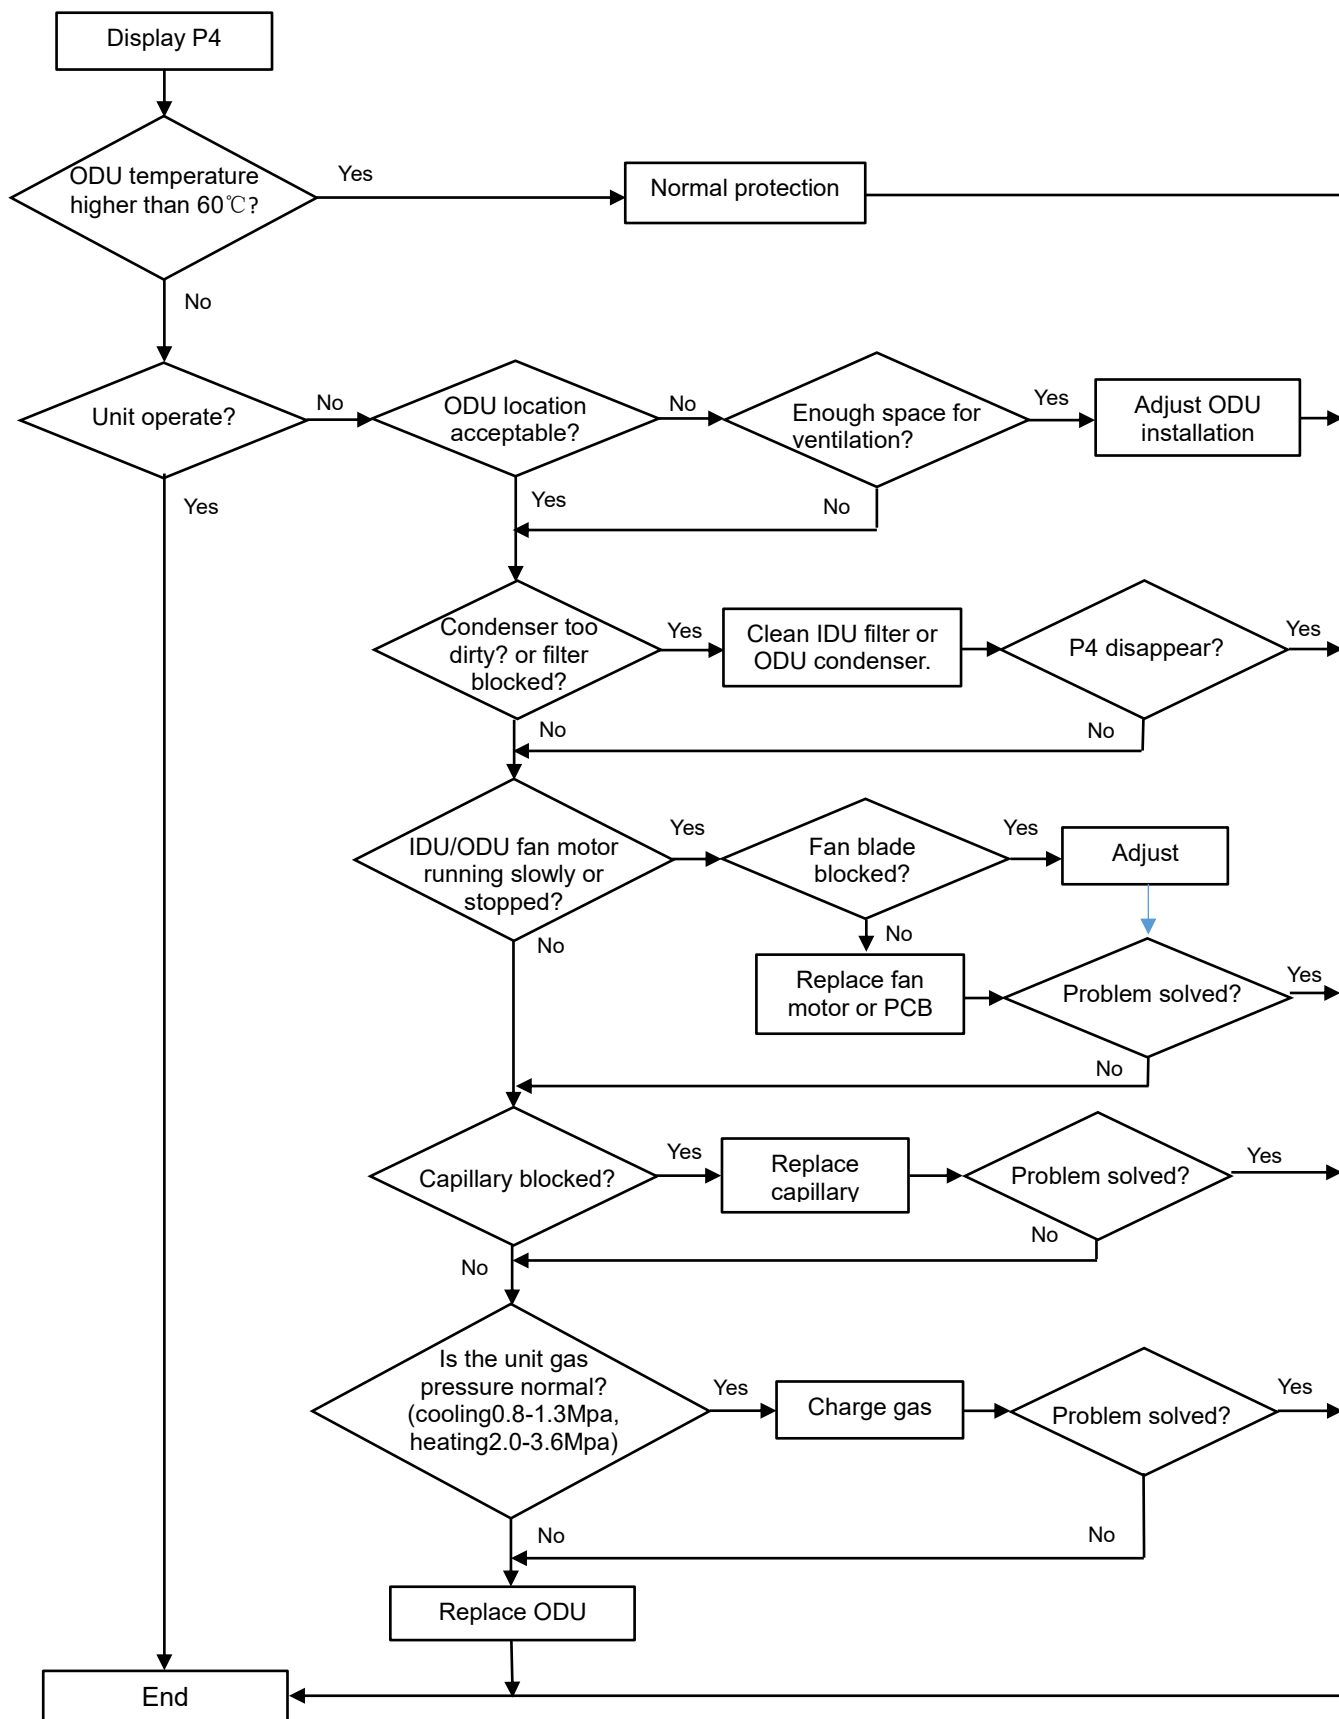 Display P4
ODU temperature
higher than 60℃?
Yes
Normal protection
No
Unit operate?
No
ODU location
acceptable?
No
Enough space for
ventilation?
Yes
Adjust ODU
installation
Yes
Yes
No
Condenser too
dirty? or filter
blocked?
Yes
Clean IDU filter or
ODU condenser.
P4 disappear?
Yes
No
No
IDU/ODU fan motor
running slowly or
stopped?
Yes
Fan blade
blocked?
Yes
Adjust
No
No
Replace fan
motor or PCB
Problem solved?
Yes
No
Capillary blocked?
Yes
Replace
capillary
Problem solved?
Yes
No
No
Is the unit gas
pressure normal?
(cooling0.8-1.3Mpa,
heating2.0-3.6Mpa)
Yes
Charge gas
Problem solved?
Yes
No
No
Replace ODU
End